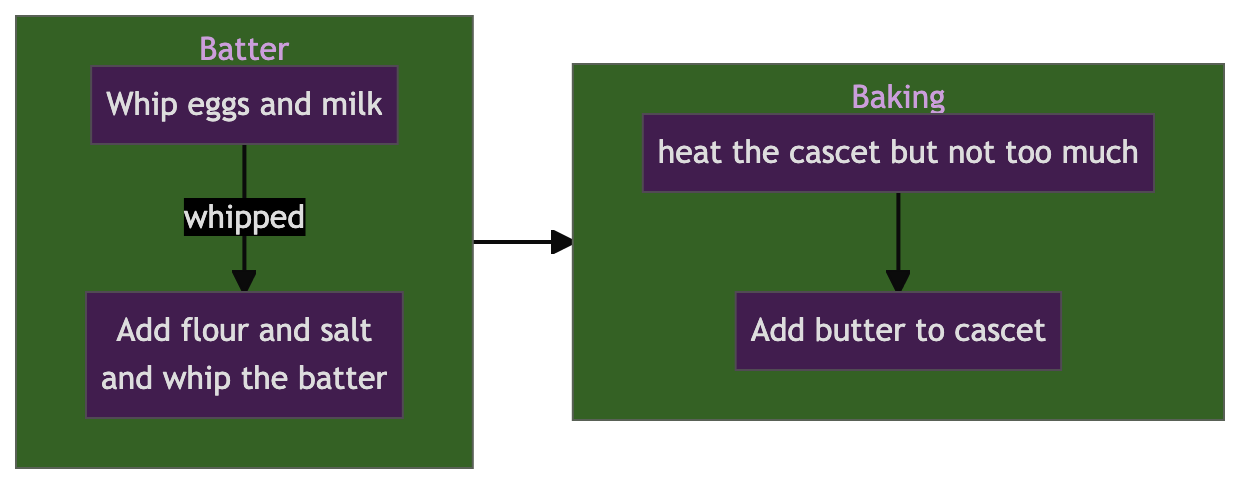 Batter
Whip eggs and milk
whipped
Add flour and salt
and whip the batter
Baking
heat the cascet but not too much
Add butter to cascet